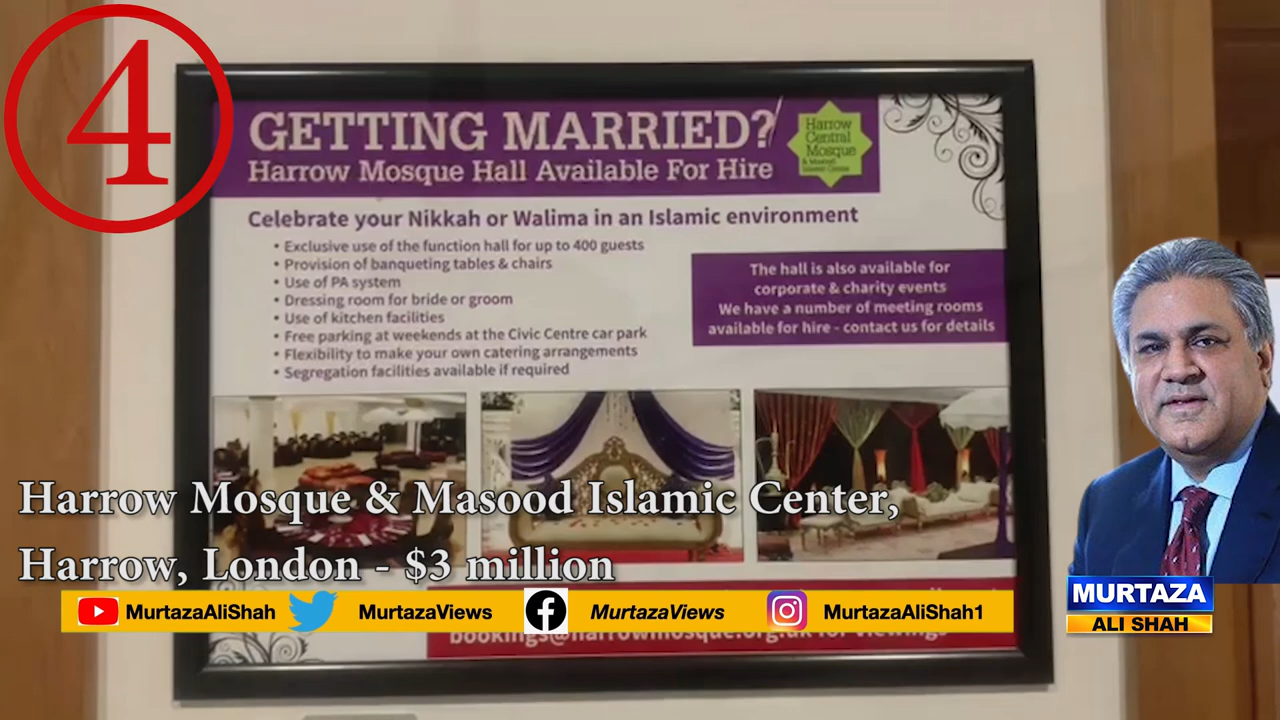 4
GETTING MARRIED?
Harrow Mosque Hall Available For Hire
Harrow
Central
Mosque
& Masood
Islamic Centre
Celebrate your Nikkah or Walima in an Islamic environment
• Exclusive use of the function hall for up to 400 guests
• Provision of banqueting tables & chairs
• Use of PA system
• Dressing room for bride or groom
• Use of kitchen facilities
• Free parking at weekends at the Civic Centre car park
• Flexibility to make your own catering arrangements
• Segregation facilities available if required
The hall is also available for
corporate & charity events
We have a number of meeting rooms
available for hire - contact us for details
Harrow Mosque & Masood Islamic Center,
Harrow, London - $3 million
MurtazaAliShah MurtazaViews MurtazaViews MurtazaAliShah1
bookings@harrowmosque.org.uk for viewings
MURTAZA
ALI SHAH